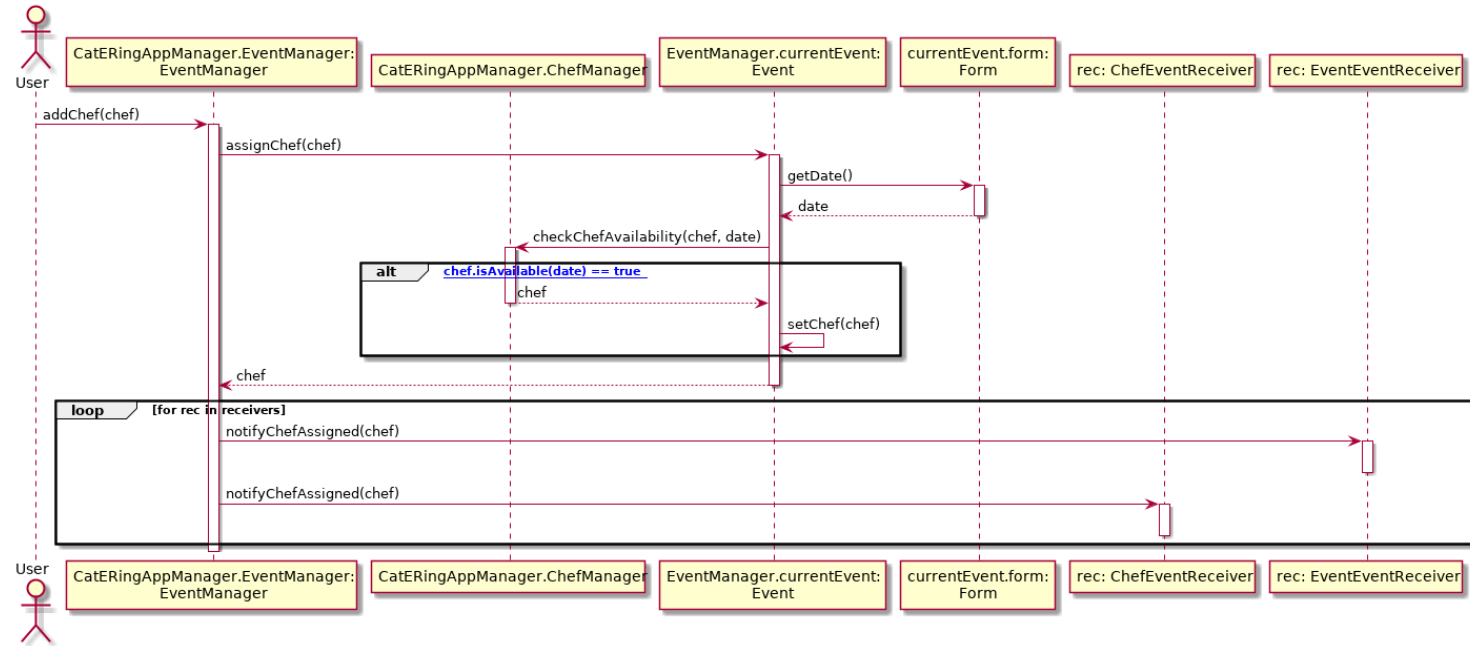 User
CatERingAppManager.EventManager:
EventManager
CatERingAppManager.ChefManager
EventManager.currentEvent:
Event
currentEvent.form:
Form
rec: ChefEventReceiver
rec: EventEventReceiver
addChef(chef)
assignChef(chef)
getDate()
date
checkChefAvailability(chef, date)
alt
chef.isAvailable(date) == true
chef
setChef(chef)
chef
loop
[for rec in receivers]
notifyChefAssigned(chef)
notifyChefAssigned(chef)
User
CatERingAppManager.EventManager:
EventManager
CatERingAppManager.ChefManager
EventManager.currentEvent:
Event
currentEvent.form:
Form
rec: ChefEventReceiver
rec: EventEventReceiver